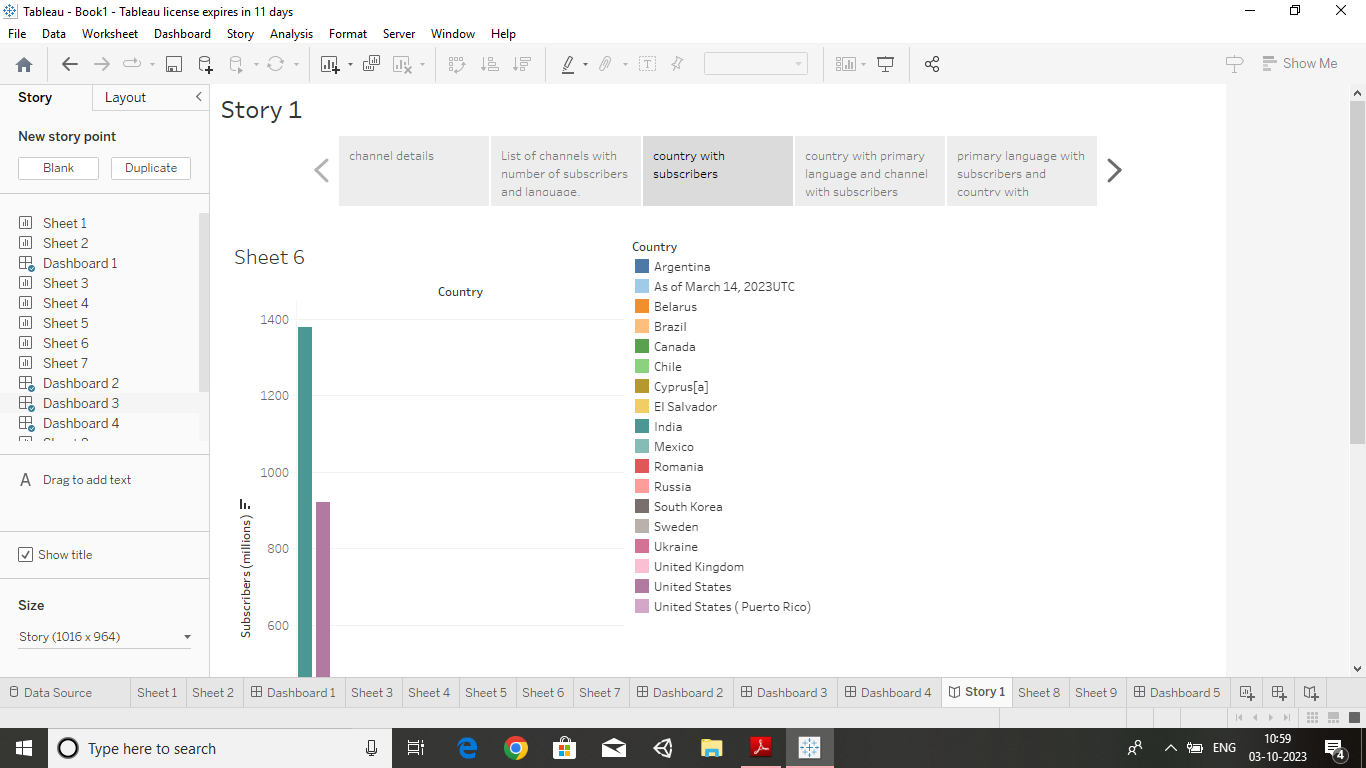 Tableau - Book1 - Tableau license expires in 11 days
File Data Worksheet Dashboard Story Analysis Format Server Window Help
Show Me
Story Layout
New story point
Blank Duplicate
Sheet 1
Sheet 2
Dashboard 1
Sheet 3
Sheet 4
Sheet 5
Sheet 6
Sheet 7
Dashboard 2
Dashboard 3
Dashboard 4
A Drag to add text
Show title
Size
Story (1016 x 964)
Story 1
channel details
List of channels with
number of subscribers
and language.
country with
subscribers
country with primary
language and channel
with subscribers
primary language with
subscribers and
country with
Sheet 6
Country
1400
1200
1000
800
600
Subscribers (millions)
Country
Argentina
As of March 14, 2023UTC
Belarus
Brazil
Canada
Chile
Cyprus[a]
El Salvador
India
Mexico
Romania
Russia
South Korea
Sweden
Ukraine
United Kingdom
United States
United States ( Puerto Rico)
Data Source Sheet 1 Sheet 2 Dashboard 1 Sheet 3 Sheet 4 Sheet 5 Sheet 6 Sheet 7 Dashboard 2 Dashboard 3 Dashboard 4 Story 1 Sheet 8 Sheet 9 Dashboard 5
Type here to search
ENG
10:59
03-10-2023
4